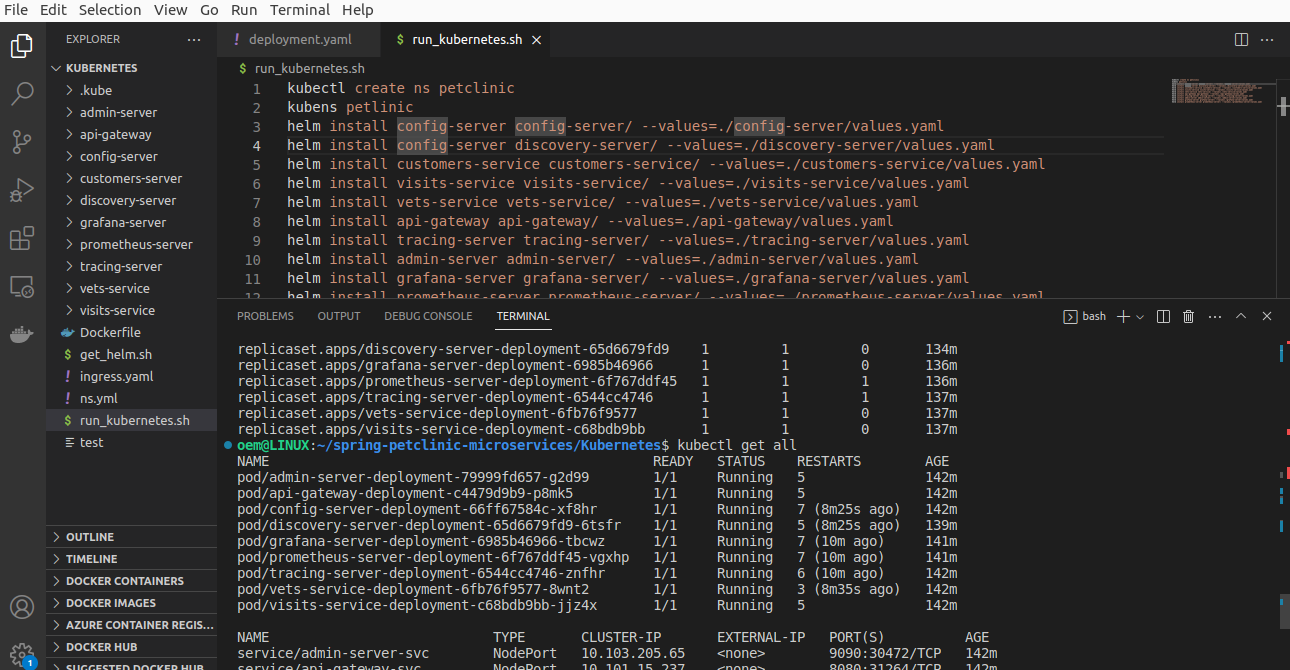 File Edit Selection View Go Run Terminal Help
EXPLORER
KUBERNETES
.kube
admin-server
api-gateway
config-server
customers-server
discovery-server
grafana-server
prometheus-server
tracing-server
vets-service
visits-service
Dockerfile
$ get_helm.sh
! ingress.yaml
! ns.yml
$ run_kubernetes.sh
test
OUTLINE
TIMELINE
DOCKER CONTAINERS
DOCKER IMAGES
AZURE CONTAINER REGIS...
DOCKER HUB
SUGGESTED DOCKER HUB
1
! deployment.yaml $ run_kubernetes.sh
$ run_kubernetes.sh
1 kubectl create ns petclinic
2 kubens petlinic
3 helm install config-server config-server/ --values=./config-server/values.yaml
4 helm install config-server discovery-server/ --values=./discovery-server/values.yaml
5 helm install customers-service customers-service/ --values=./customers-service/values.yaml
6 helm install visits-service visits-service/ --values=./visits-service/values.yaml
7 helm install vets-service vets-service/ --values=./vets-service/values.yaml
8 helm install api-gateway api-gateway/ --values=./api-gateway/values.yaml
9 helm install tracing-server tracing-server/ --values=./tracing-server/values.yaml
10 helm install admin-server admin-server/ --values=./admin-server/values.yaml
11 helm install grafana-server grafana-server/ --values=./grafana-server/values.yaml
12 helm install prometheus-server prometheus-server/ --values=./prometheus-server/values.yaml
PROBLEMS OUTPUT DEBUG CONSOLE TERMINAL bash
replicaset.apps/discovery-server-deployment-65d6679fd9 1 1 0 134m
replicaset.apps/grafana-server-deployment-6985b46966 1 1 0 136m
replicaset.apps/prometheus-server-deployment-6f767ddf45 1 1 1 136m
replicaset.apps/tracing-server-deployment-6544cc4746 1 1 1 137m
replicaset.apps/vets-service-deployment-6fb76f9577 1 1 0 137m
replicaset.apps/visits-service-deployment-c68bdb9bb 1 1 0 137m
oem@LINUX:~/spring-petclinic-microservices/Kubernetes$ kubectl get all
NAME READY STATUS RESTARTS AGE
pod/admin-server-deployment-79999fd657-g2d99 1/1 Running 5 142m
pod/api-gateway-deployment-c4479d9b9-p8mk5 1/1 Running 5 142m
pod/config-server-deployment-66ff67584c-xf8hr 1/1 Running 7 (8m25s ago) 142m
pod/discovery-server-deployment-65d6679fd9-6tsfr 1/1 Running 5 (8m25s ago) 139m
pod/grafana-server-deployment-6985b46966-tbcwz 1/1 Running 7 (10m ago) 141m
pod/prometheus-server-deployment-6f767ddf45-vgxhp 1/1 Running 7 (10m ago) 141m
pod/tracing-server-deployment-6544cc4746-znfhr 1/1 Running 6 (10m ago) 142m
pod/vets-service-deployment-6fb76f9577-8wnt2 1/1 Running 3 (8m35s ago) 142m
pod/visits-service-deployment-c68bdb9bb-jjz4x 1/1 Running 5 142m
NAME TYPE CLUSTER-IP EXTERNAL-IP PORT(S) AGE
service/admin-server-svc NodePort 10.103.205.65 <none> 9090:30472/TCP 142m
service/api-gateway-svc NodePort 10.101.15.237 <none> 8080:31264/TCP 142m